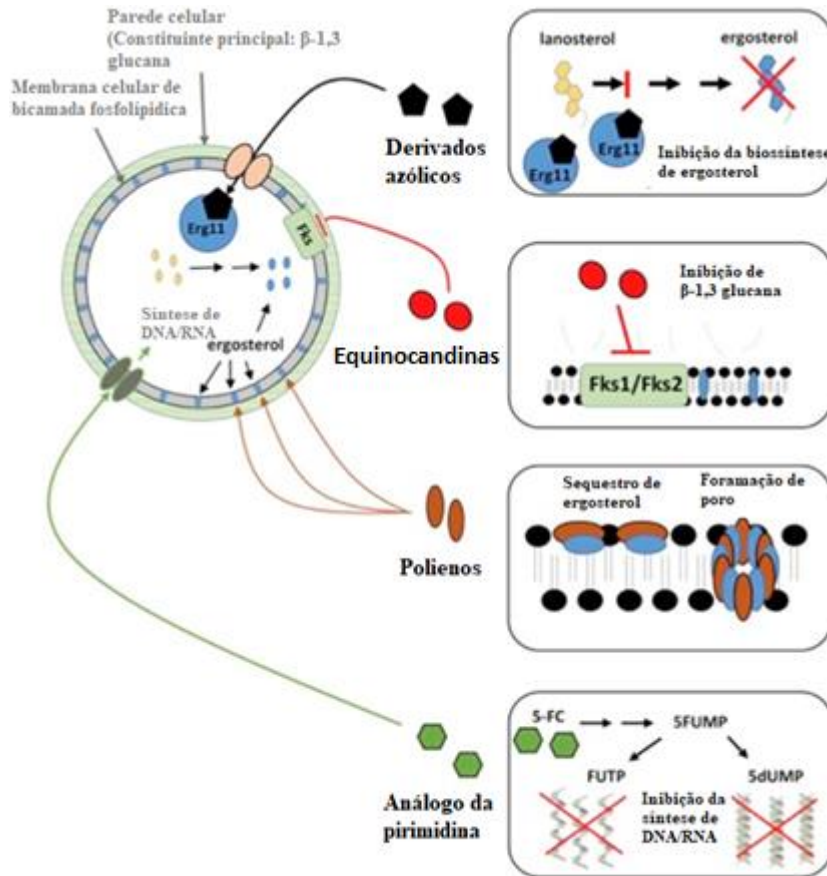 Parede celular
(Constituinte principal: β-1,3
glucana
Membrana celular de
bicamada fosfolipídica
Derivados
azólicos
Erg11
Fks
Síntese de
DNA/RNA
ergosterol
Equinocandinas
Polienos
Análogo da
pirimidina
lanosterol
ergosterol
Erg11
Erg11
Inibição da biossíntese
de ergosterol
Inibição de
β-1,3 glucana
Fks1/Fks2
Sequestro de
ergosterol
Foramação de
poro
5-FC
5FUMP
FUTP
5dUMP
Inibição da
síntese de
DNA/RNA